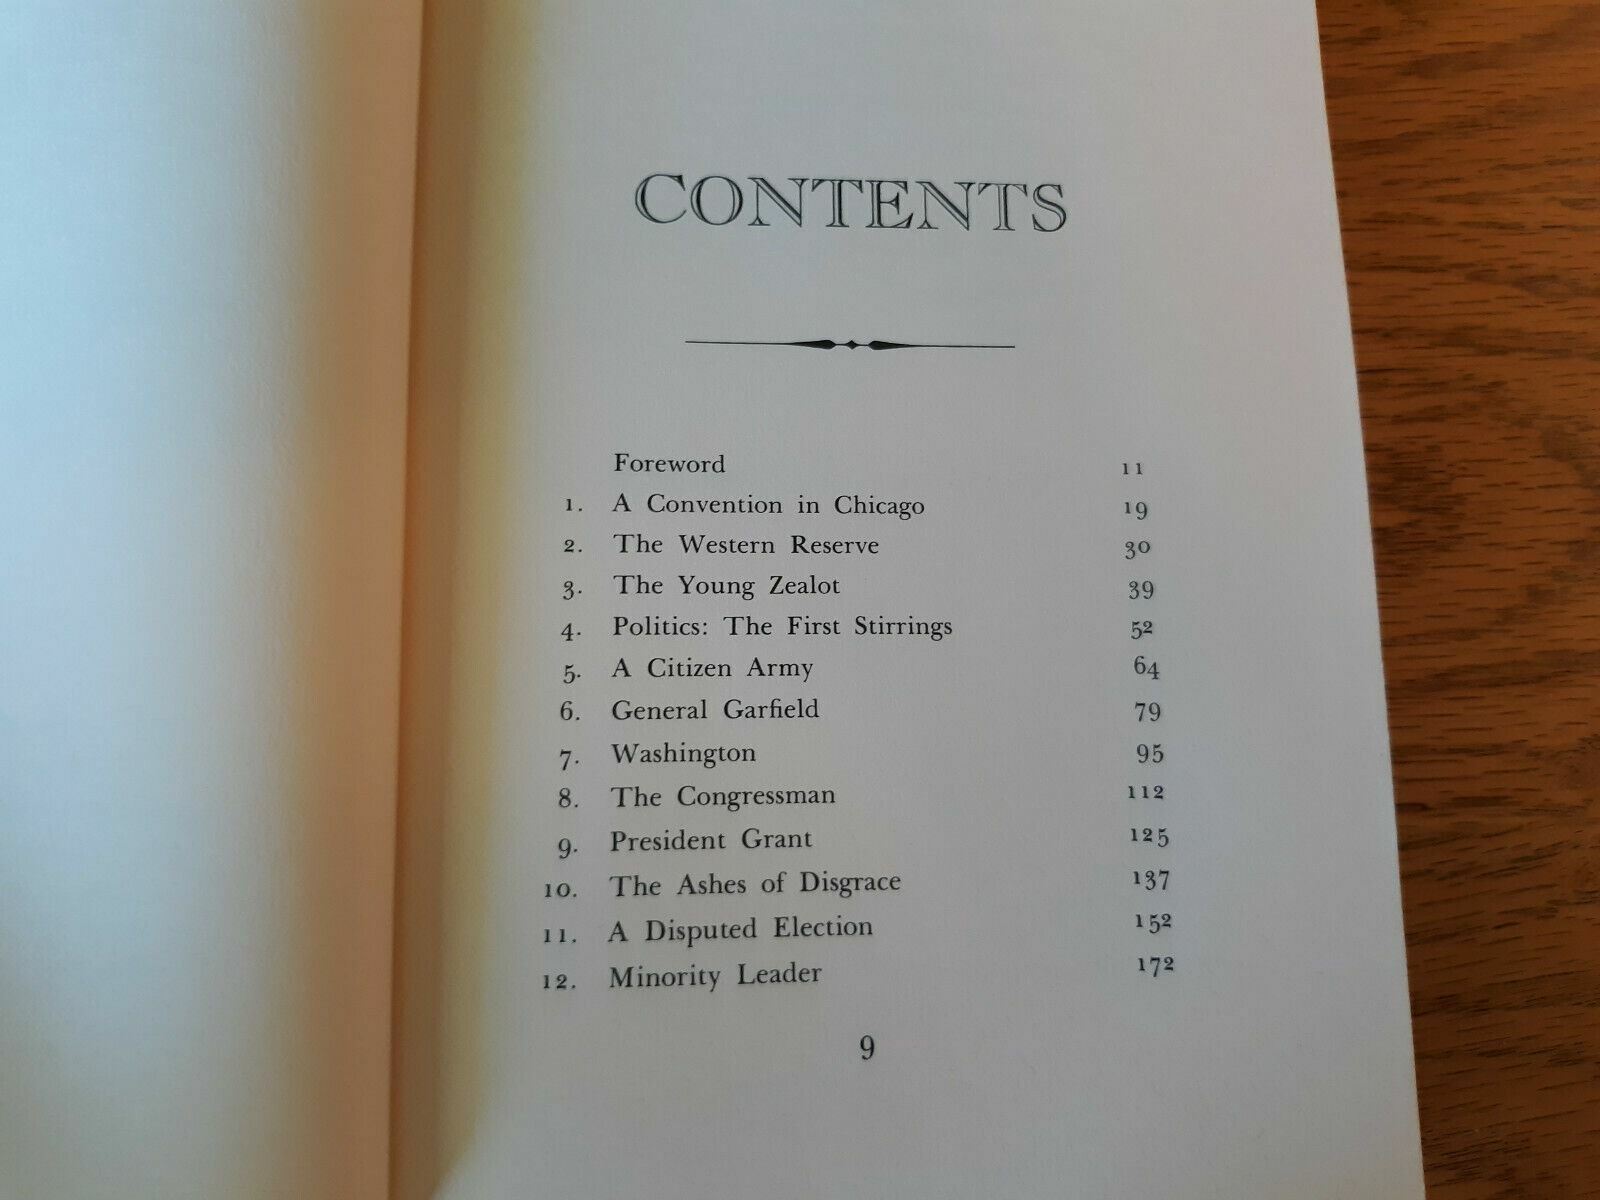 CONTENTS
Foreword 11
1. A Convention in Chicago 19
2. The Western Reserve 30
3. The Young Zealot 39
4. Politics: The First Stirrings 52
5. A Citizen Army 64
6. General Garfield 79
7. Washington 95
8. The Congressman 112
9. President Grant 125
10. The Ashes of Disgrace 137
11. A Disputed Election 152
12. Minority Leader 172
9